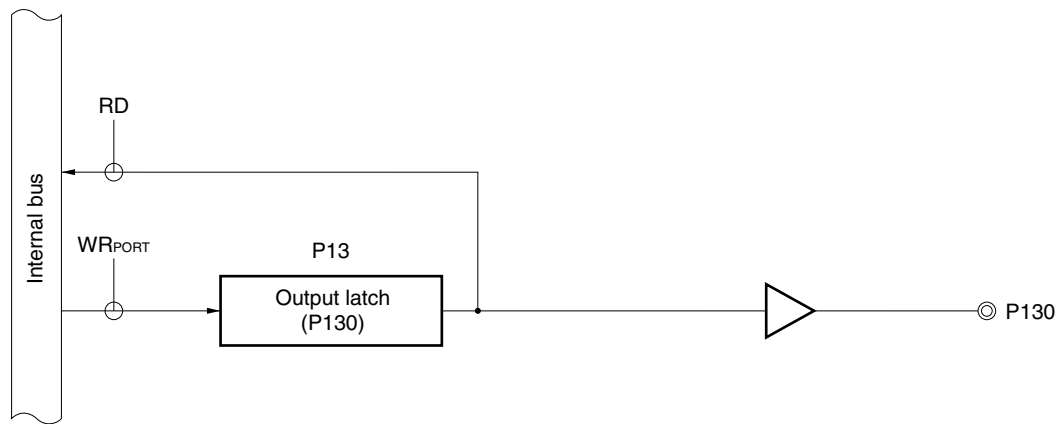 RD
Internal bus
WRPORT
P13
Output latch
(P130)
P130